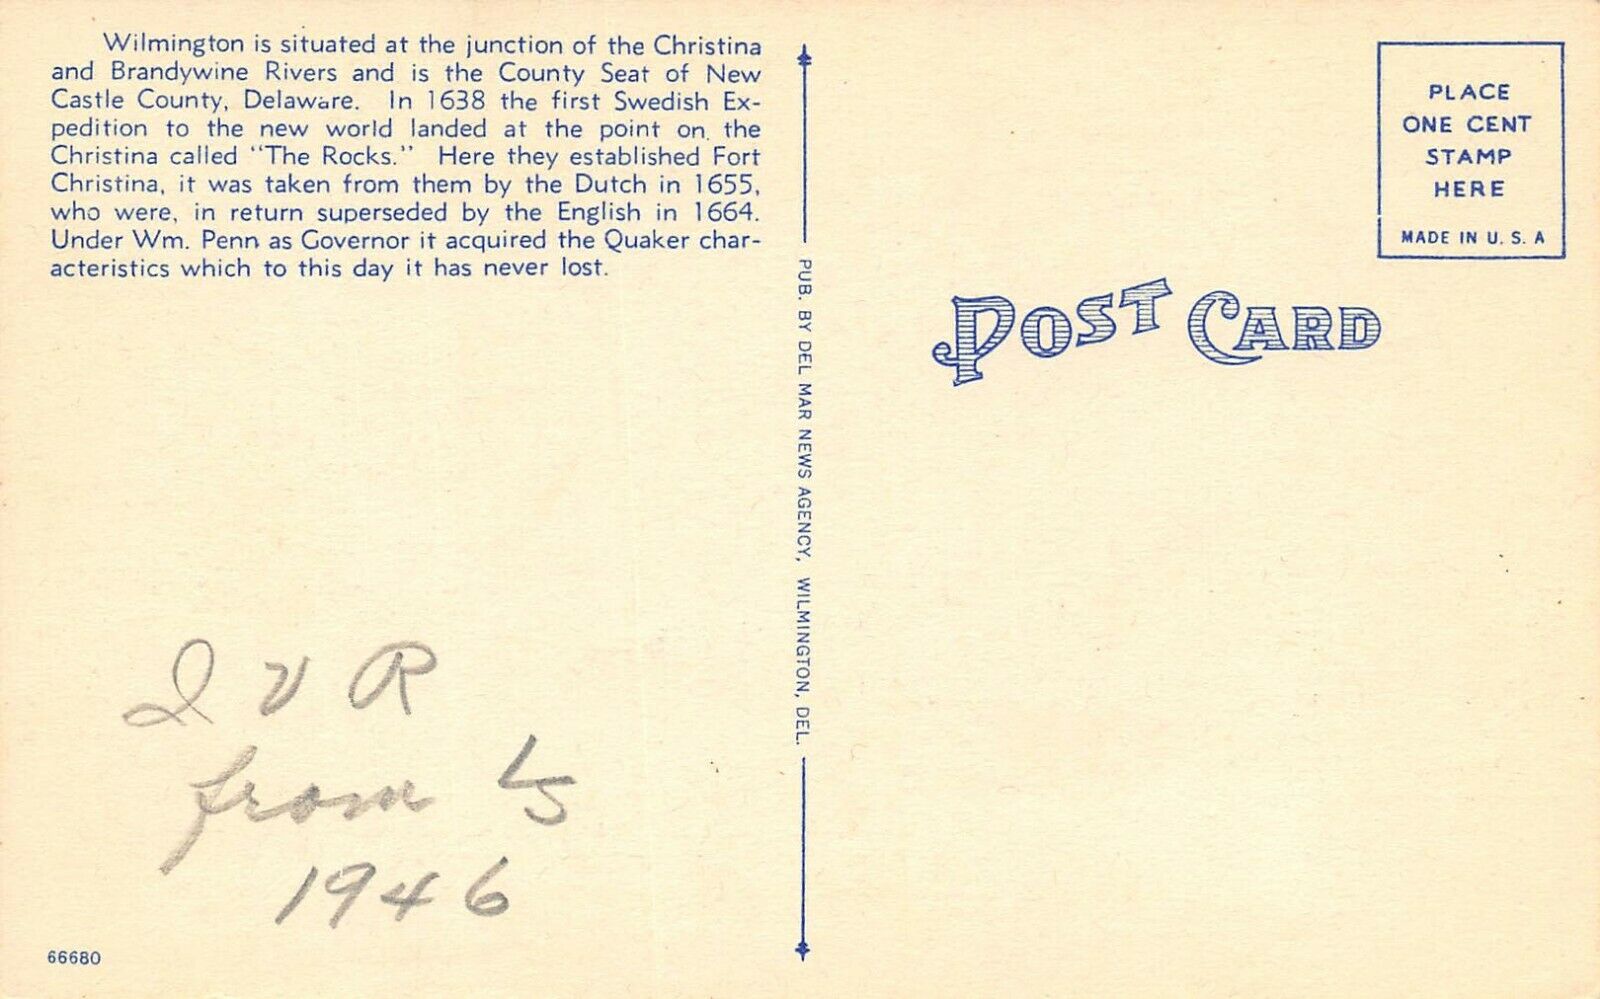 Wilmington is situated at the junction of the Christina
and Brandywine Rivers and is the County Seat of New
Castle County, Delaware. In 1638 the first Swedish Ex-
pedition to the new world landed at the point on the
Christina called "The Rocks." Here they established Fort
Christina, it was taken from them by the Dutch in 1655,
who were, in return superseded by the English in 1664.
Under Wm. Penn as Governor it acquired the Quaker char-
acteristics which to this day it has never lost.
I V R
from LS
1946
66680
PUB. BY DEL MAR NEWS AGENCY, WILMINGTON, DEL.
PLACE
ONE CENT
STAMP
HERE
MADE IN U. S. A
POST CARD